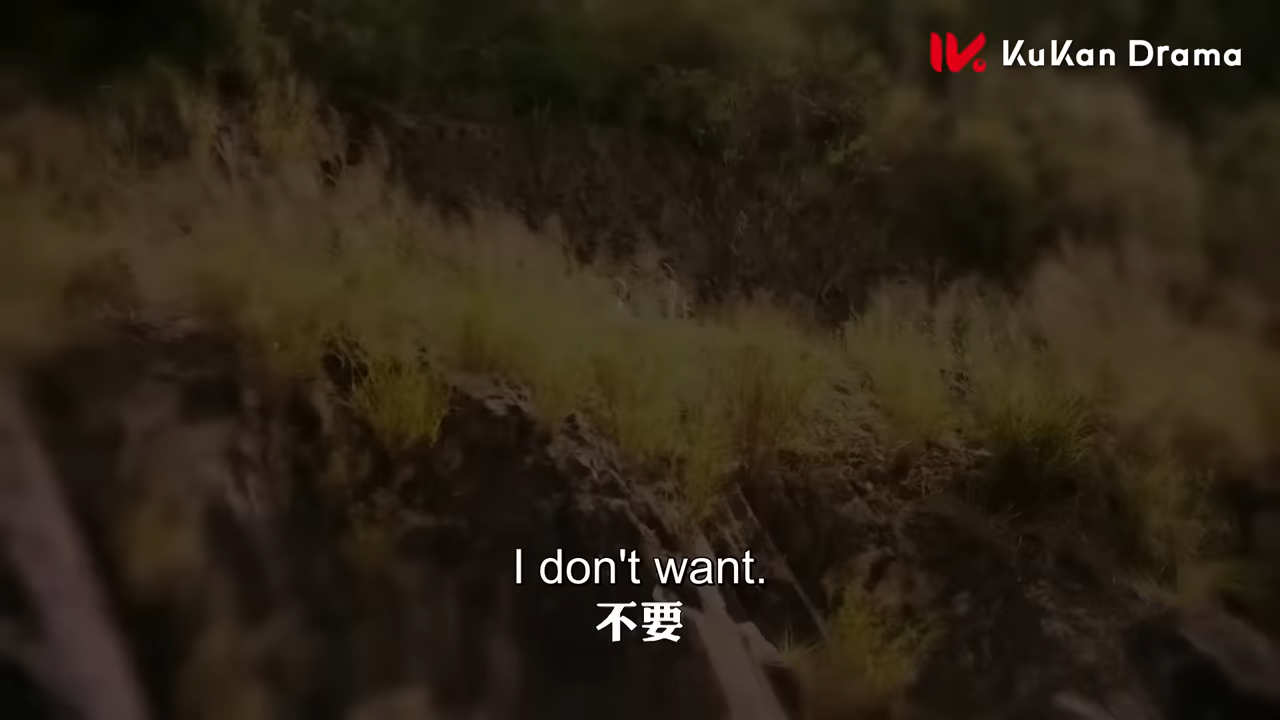 KuKan Drama
I don't want.
不要